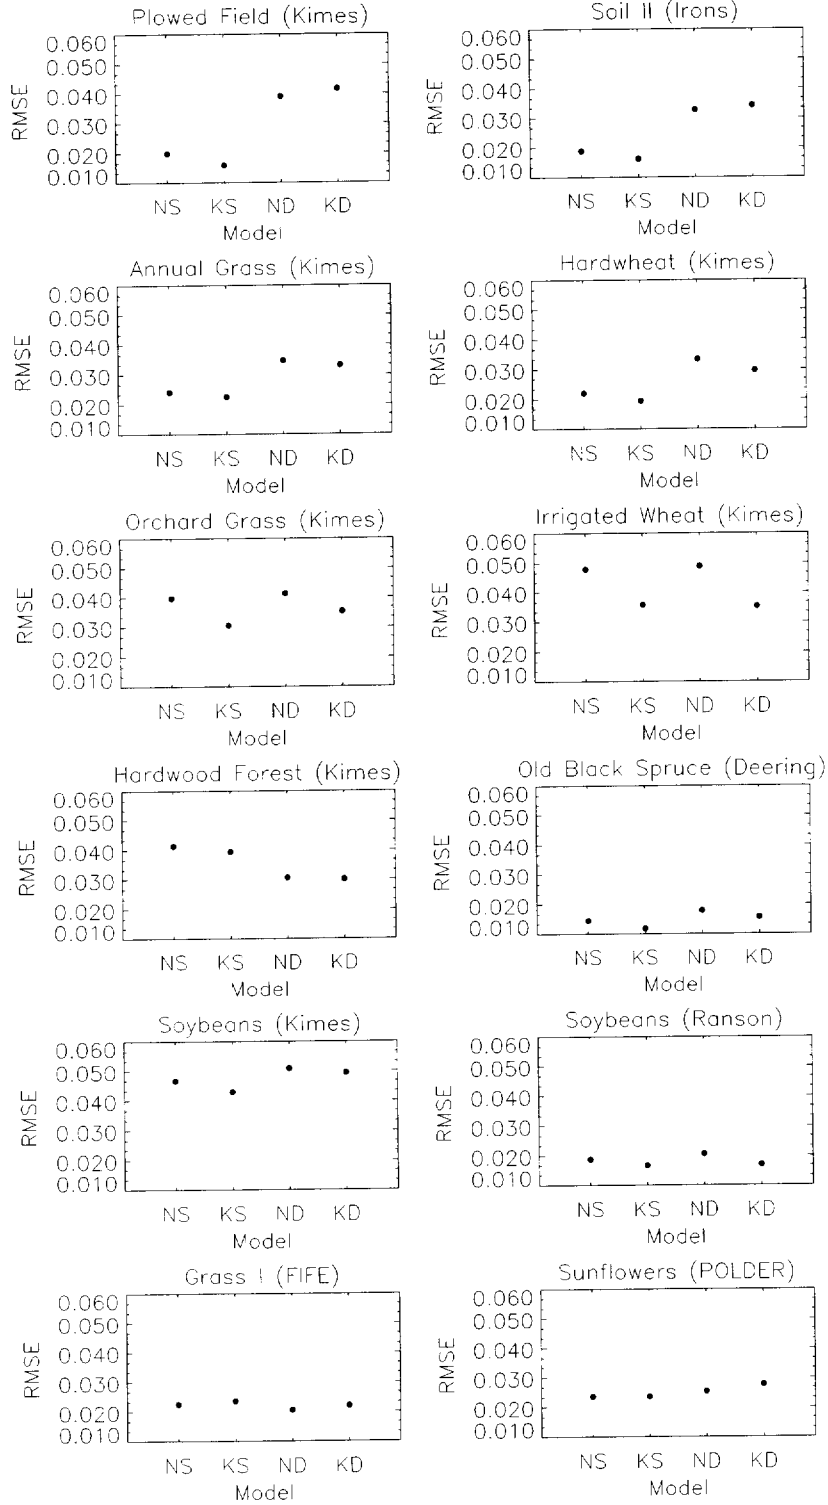 Plowed Field (Kimes)
0.060
0.050
0.040
0.030
0.020
0.010
RMSE
NS KS ND KD
Model
Soil II (Irons)
0.060
0.050
0.040
0.030
0.020
0.010
RMSE
NS KS ND KD
Model
Annual Grass (Kimes)
0.060
0.050
0.040
0.030
0.020
0.010
RMSE
NS KS ND KD
Model
Hardwheat (Kimes)
0.060
0.050
0.040
0.030
0.020
0.010
RMSE
NS KS ND KD
Model
Orchard Grass (Kimes)
0.060
0.050
0.040
0.030
0.020
0.010
RMSE
NS KS ND KD
Model
Irrigated Wheat (Kimes)
0.060
0.050
0.040
0.030
0.020
0.010
RMSE
NS KS ND KD
Model
Hardwood Forest (Kimes)
0.060
0.050
0.040
0.030
0.020
0.010
RMSE
NS KS ND KD
Model
Old Black Spruce (Deering)
0.060
0.050
0.040
0.030
0.020
0.010
RMSE
NS KS ND KD
Model
Soybeans (Kimes)
0.060
0.050
0.040
0.030
0.020
0.010
RMSE
NS KS ND KD
Model
Soybeans (Ranson)
0.060
0.050
0.040
0.030
0.020
0.010
RMSE
NS KS ND KD
Model
Grass I (FIFE)
0.060
0.050
0.040
0.030
0.020
0.010
RMSE
NS KS ND KD
Model
Sunflowers (POLDER)
0.060
0.050
0.040
0.030
0.020
0.010
RMSE
NS KS ND KD
Model